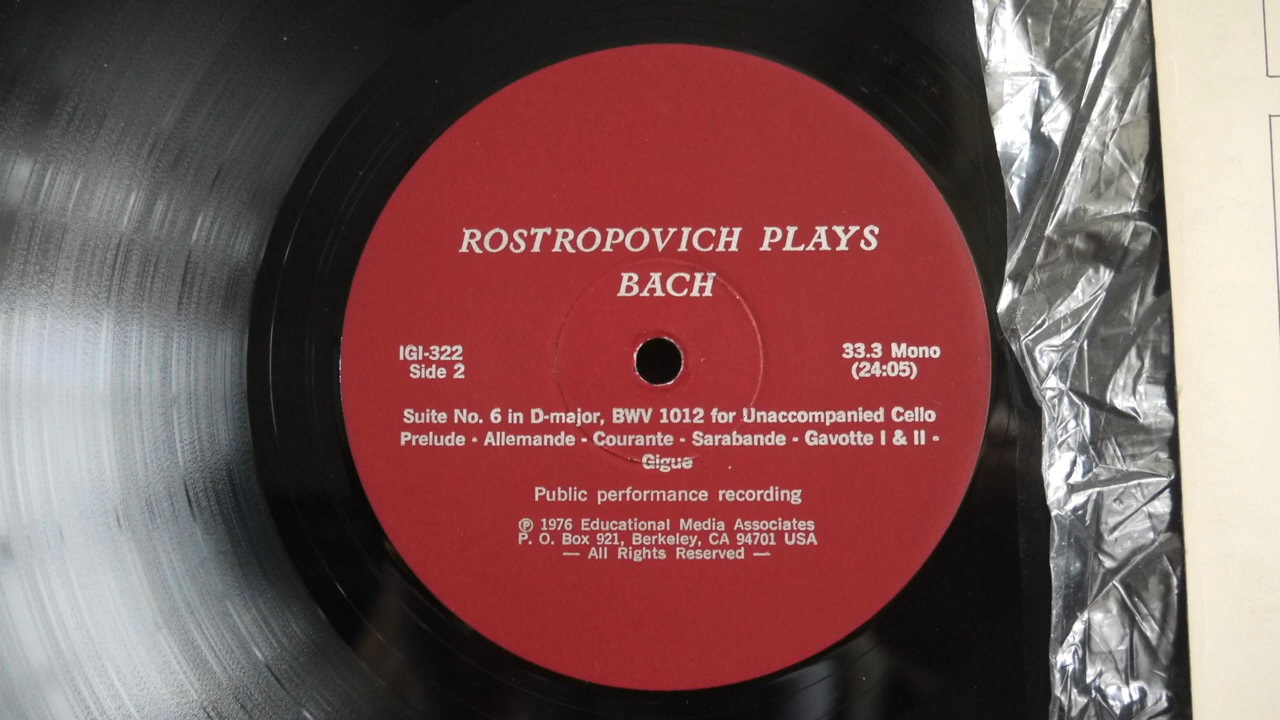 ROSTROPOVICH PLAYS
BACH
IGI-322
Side 2
33.3 Mono
(24:05)
Suite No. 6 in D-major, BWV 1012 for Unaccompanied Cello
Prelude - Allemande - Courante - Sarabande - Gavotte I & II -
Gigue
Public performance recording
℗ 1976 Educational Media Associates
P. O. Box 921, Berkeley, CA 94701 USA
— All Rights Reserved —